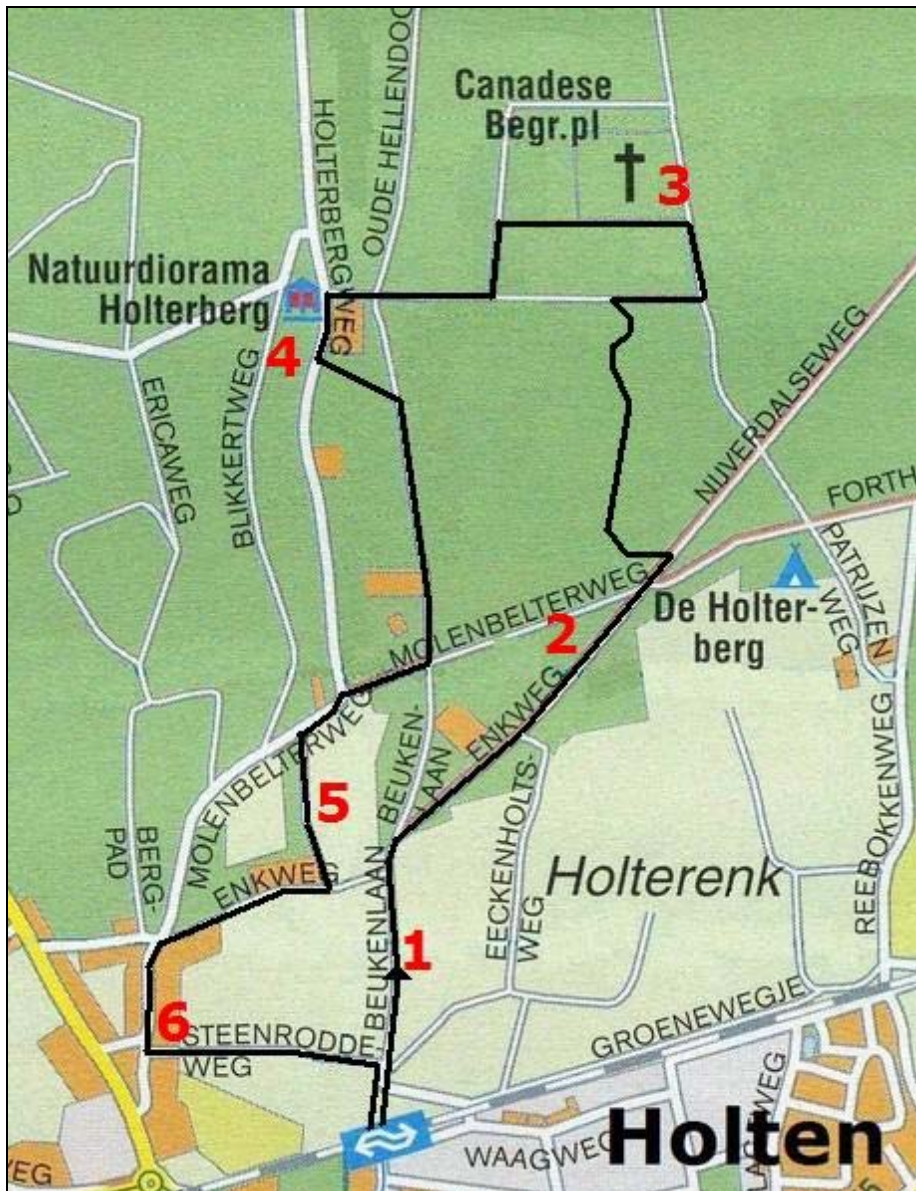 Canadese
Begr.pl
3
HOLTERBERGWEG
OUDE HELLENDOO
Natuurdiorama
Holterberg
4
BLIKKERTWEG
ERICAWEG
NIJVERDALSEWEG
FORTH
PATRIJZEN
WEG
De Holter-
berg
MOLENBELTERWEG
2
ENKWEG
BEUKEN-
LAAN
MOLENBELTERWEG
5
BERG-
PAD
ENKWEG
BEUKENLAAN
EECKENHOLTS-
WEG
Holterenk
REEBOKKENWEG
1
6
STEENRODDE
WEG
BEUKENLAAN
GROENEWEGJE
Holten
WAAGWEG
WEG